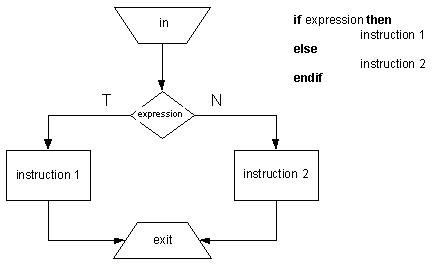 in
if expression then
instruction 1
else
instruction 2
endif
T
N
expression
instruction 1
instruction 2
exit